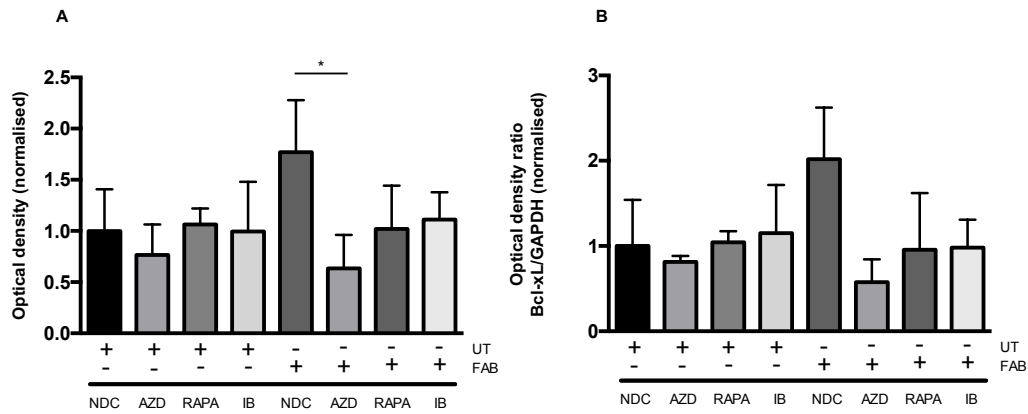 A
Optical density (normalised)
2.5
2.0
1.5
1.0
0.5
0.0
*
+ + + + - - - - UT
- - - - + + + + FAB
NDC AZD RAPA IB NDC AZD RAPA IB
B
Optical density ratio
Bcl-xL/GAPDH (normalised)
3
2
1
0
+ + + + - - - - UT
- - - - + + + + FAB
NDC AZD RAPA IB NDC AZD RAPA IB